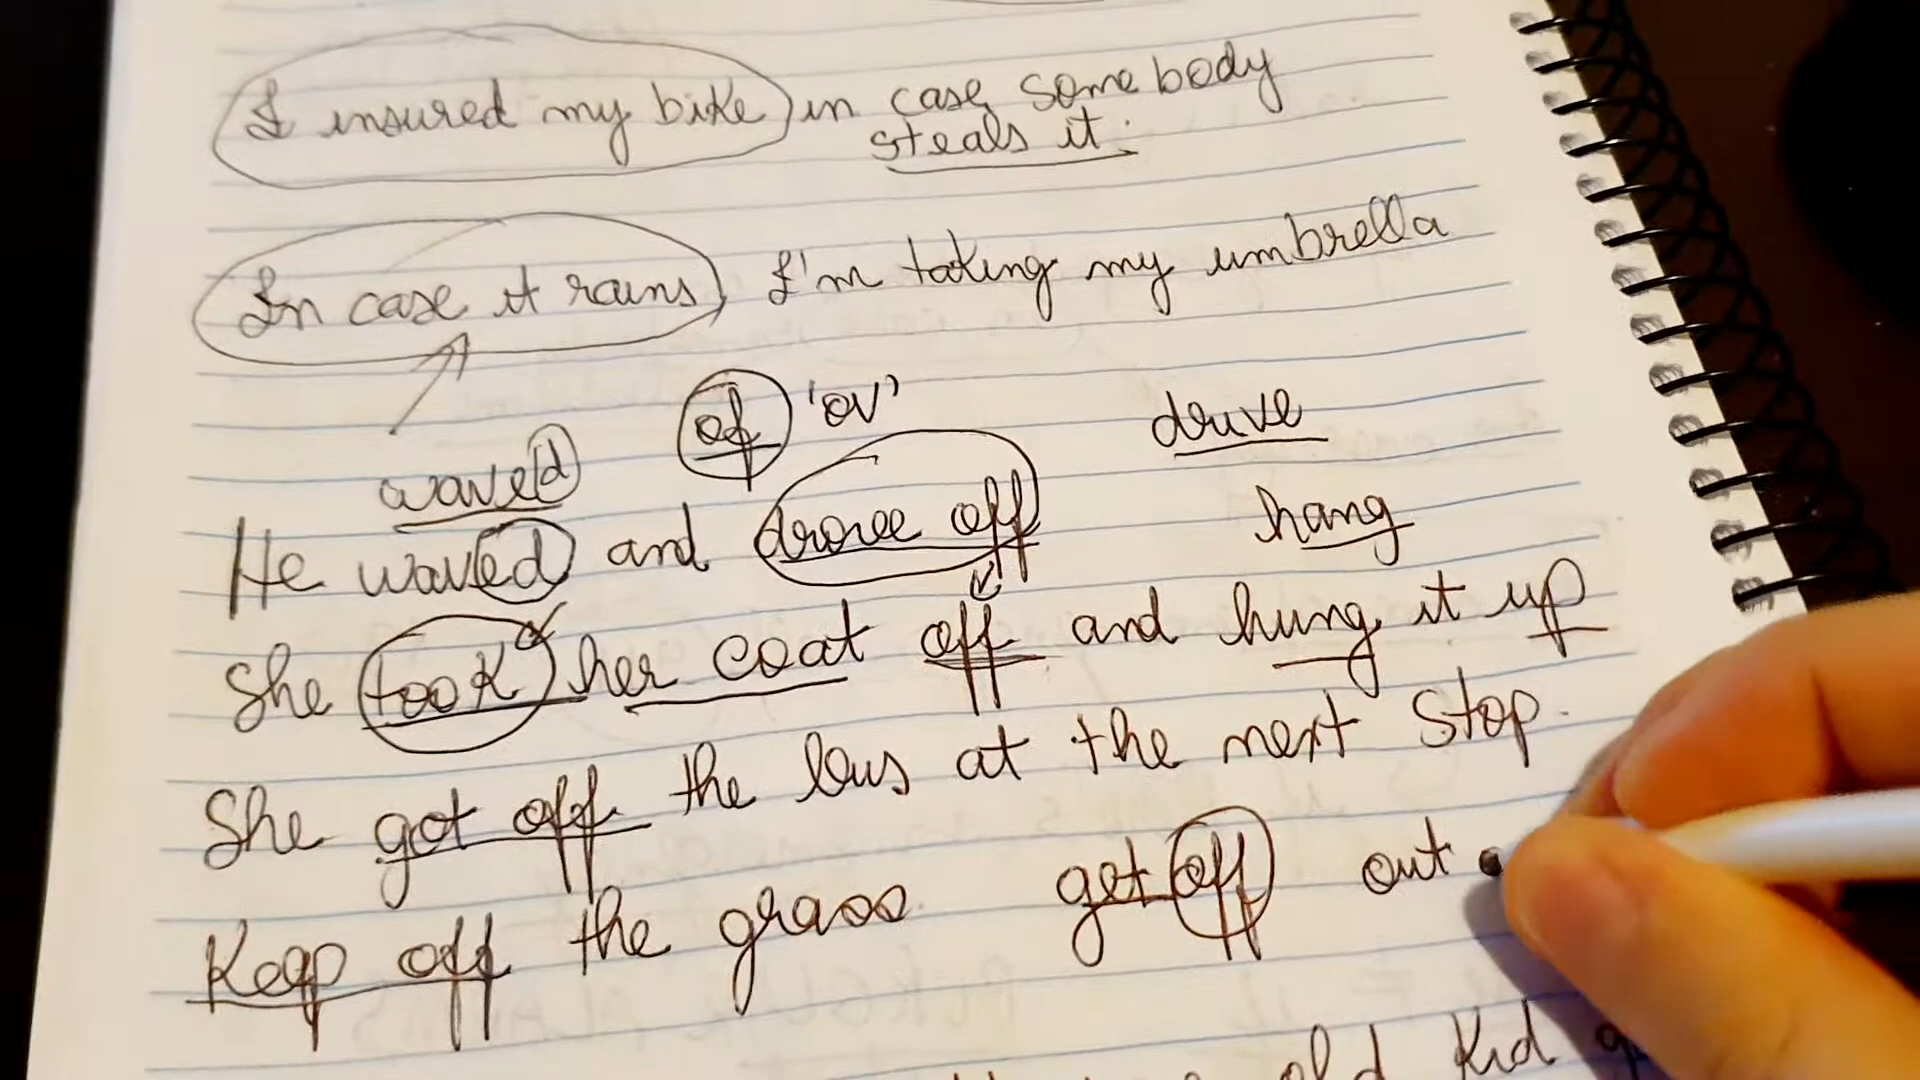 I insured my bike in case somebody
steals it.
In case it rains, I'm taking my umbrella
of 'ov' drive
waved
He waved and drove off hang
She took her coat off and hung it up
She got off the bus at the next stop.
Keep off the grass. get off out
old kid